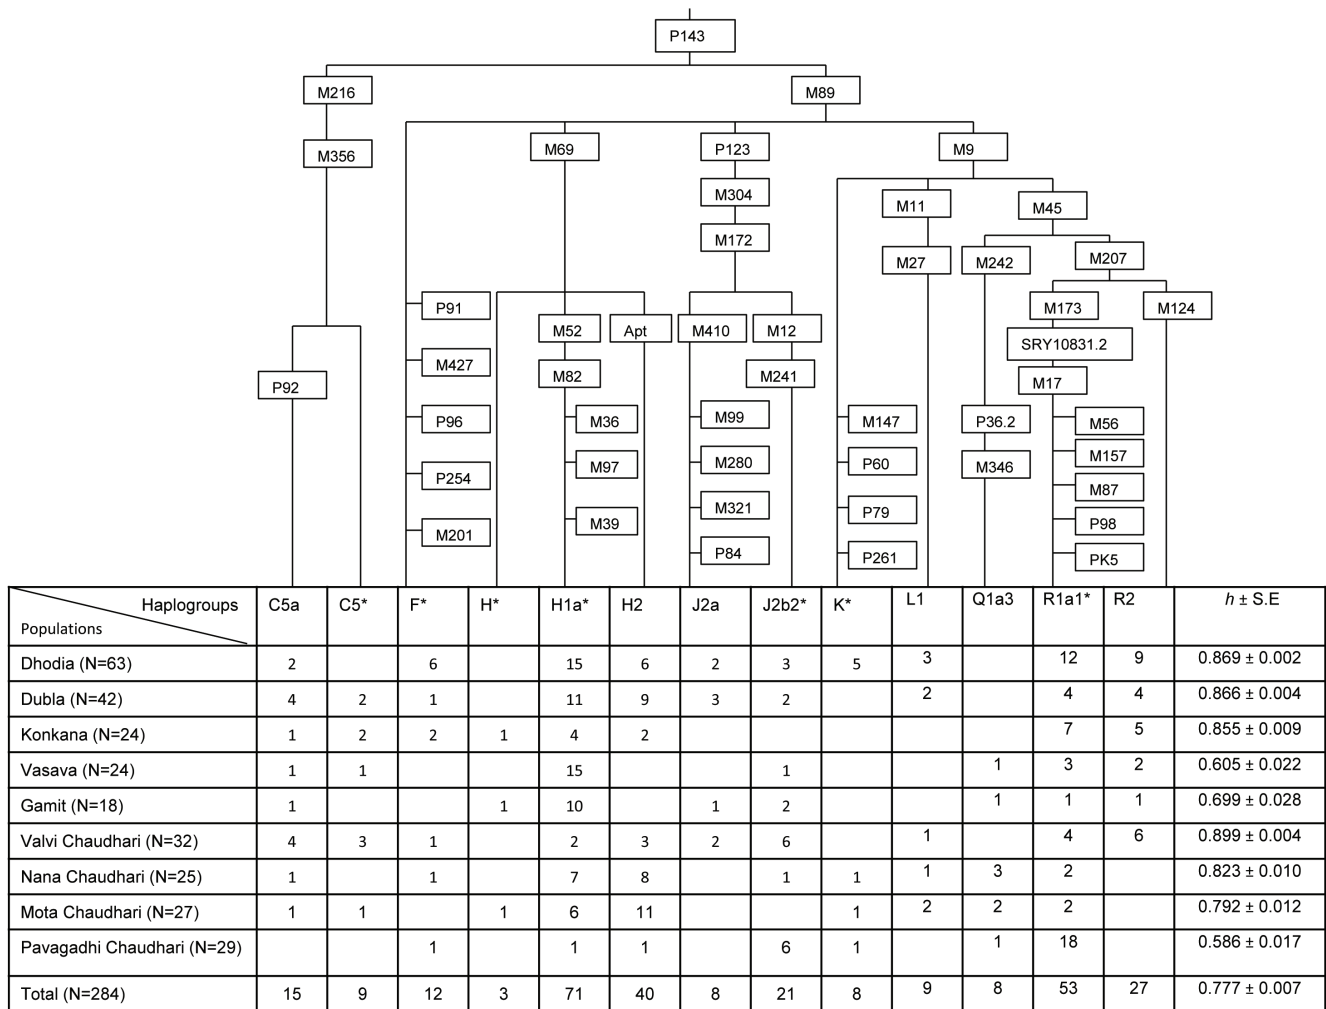 P143
M216 M89
M356 M69 P123 M9
M304 M11 M45
M172 M27 M242 M207
P91 M173 M124
M52 Apt M410 M12
M427 M82 M241 SRY10831.2
P92 M17
P96 M36 M99 M147 P36.2 M56
P254 M97 M280 P60 M346 M157
M87
M201 M39 M321 P79 P98
P84 P261 PK5
Haplogroups C5a C5* F* H* H1a* H2 J2a J2b2* K* L1 Q1a3 R1a1* R2 h ± S.E
Populations
Dhodia (N=63) 2 6 15 6 2 3 5 3 12 9 0.869 ± 0.002
Dubla (N=42) 4 2 1 11 9 3 2 2 4 4 0.866 ± 0.004
Konkana (N=24) 1 2 2 1 4 2 7 5 0.855 ± 0.009
Vasava (N=24) 1 1 15 1 1 3 2 0.605 ± 0.022
Gamit (N=18) 1 1 10 1 2 1 1 1 0.699 ± 0.028
Valvi Chaudhari (N=32) 4 3 1 2 3 2 6 1 4 6 0.899 ± 0.004
Nana Chaudhari (N=25) 1 1 7 8 1 1 1 3 2 0.823 ± 0.010
Mota Chaudhari (N=27) 1 1 1 6 11 1 2 2 2 0.792 ± 0.012
Pavagadhi Chaudhari (N=29) 1 1 1 6 1 1 18 0.586 ± 0.017
Total (N=284) 15 9 12 3 71 40 8 21 8 9 8 53 27 0.777 ± 0.007